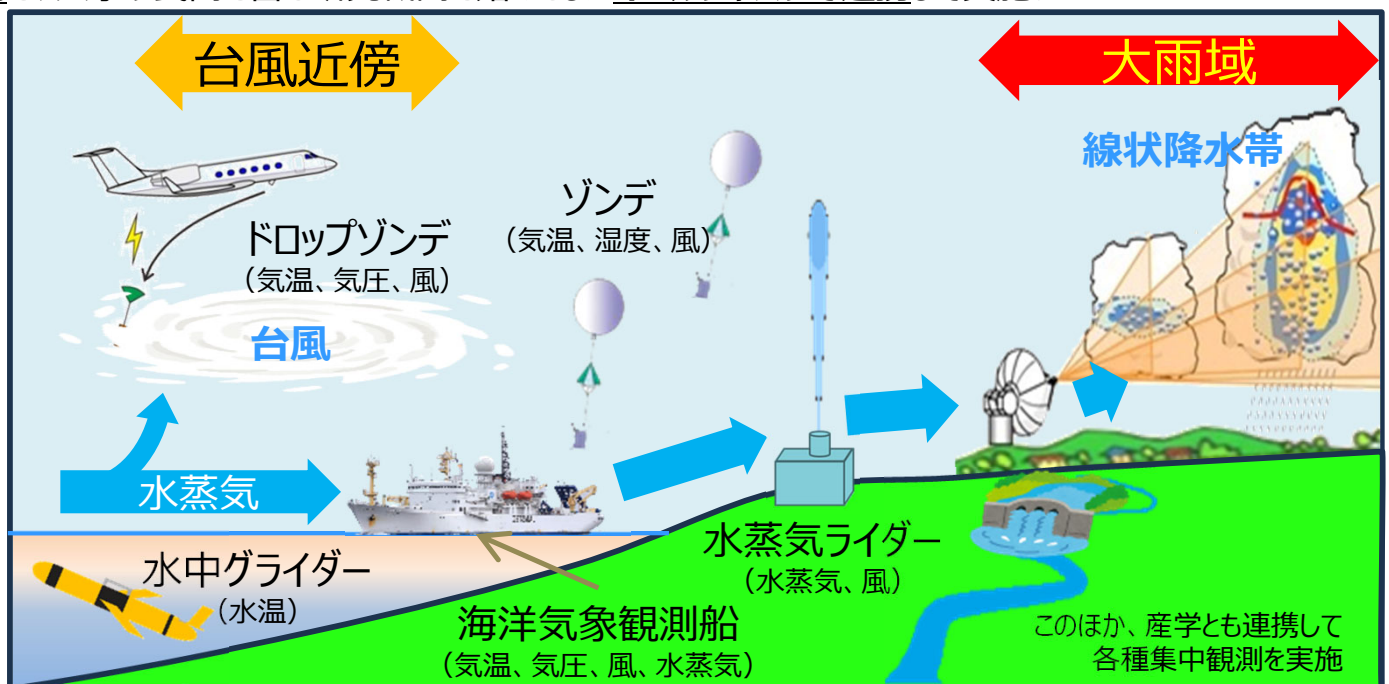 台風近傍
大雨域
線状降水帯
ゾンデ
(気温、湿度、風)
ドロップゾンデ
(気温、気圧、風)
台風
水蒸気
水中グライダー
(水温)
水蒸気ライダー
(水蒸気、風)
海洋気象観測船
(気温、気圧、風、水蒸気)
このほか、産学とも連携して
各種集中観測を実施